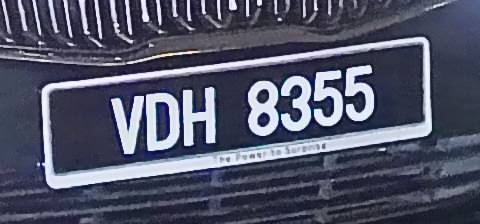 VDH 8355
The Power to Surprise